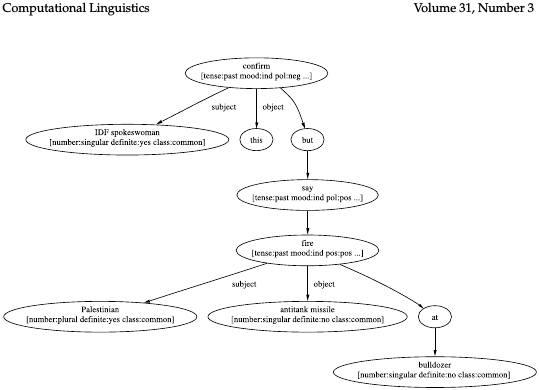 Computational Linguistics Volume 31, Number 3
confirm
[tense:past mood:ind pol:neg ...]
subject object
IDF spokeswoman
[number:singular definite:yes class:common]
this
but
say
[tense:past mood:ind pol:pos ...]
fire
[tense:past mood:ind pos:pos ...]
subject object
Palestinian
[number:plural definite:yes class:common]
antitank missile
[number:singular definite:no class:common]
at
bulldozer
[number:singular definite:no class:common]